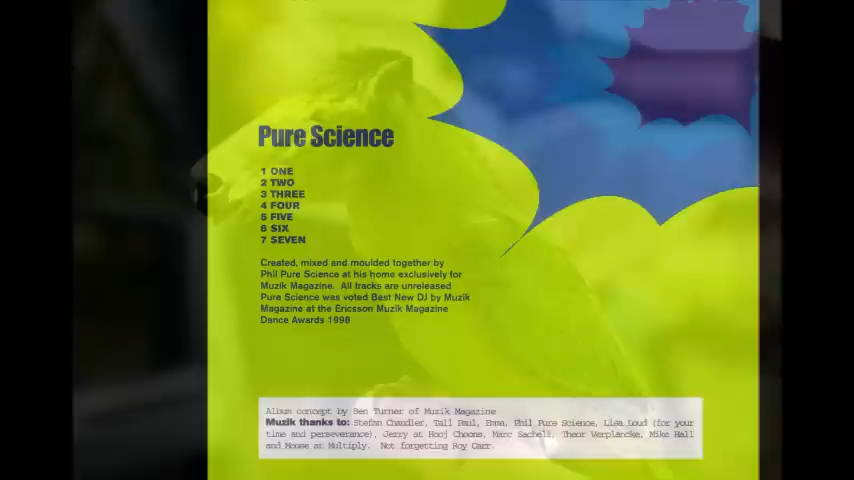 Pure Science
1 ONE
2 TWO
3 THREE
4 FOUR
5 FIVE
6 SIX
7 SEVEN
Created, mixed and moulded together by
Phil Pure Science at his home exclusively for
Muzik Magazine. All tracks are unreleased
Pure Science was voted Best New DJ by Muzik
Magazine at the Ericsson Muzik Magazine
Dance Awards 1998
Album concept by Ben Turner of Muzik Magazine
Muzik thanks to: Stefan Chandler, Tall Paul, Emma, Phil Pure Science, Lisa Loud (for your
time and perseverance), Jerry at Hooj Choons, Marc Sacheli, Theor Verplancke, Mike Hall
and Moose at Multiply. Not forgetting Roy Carr.